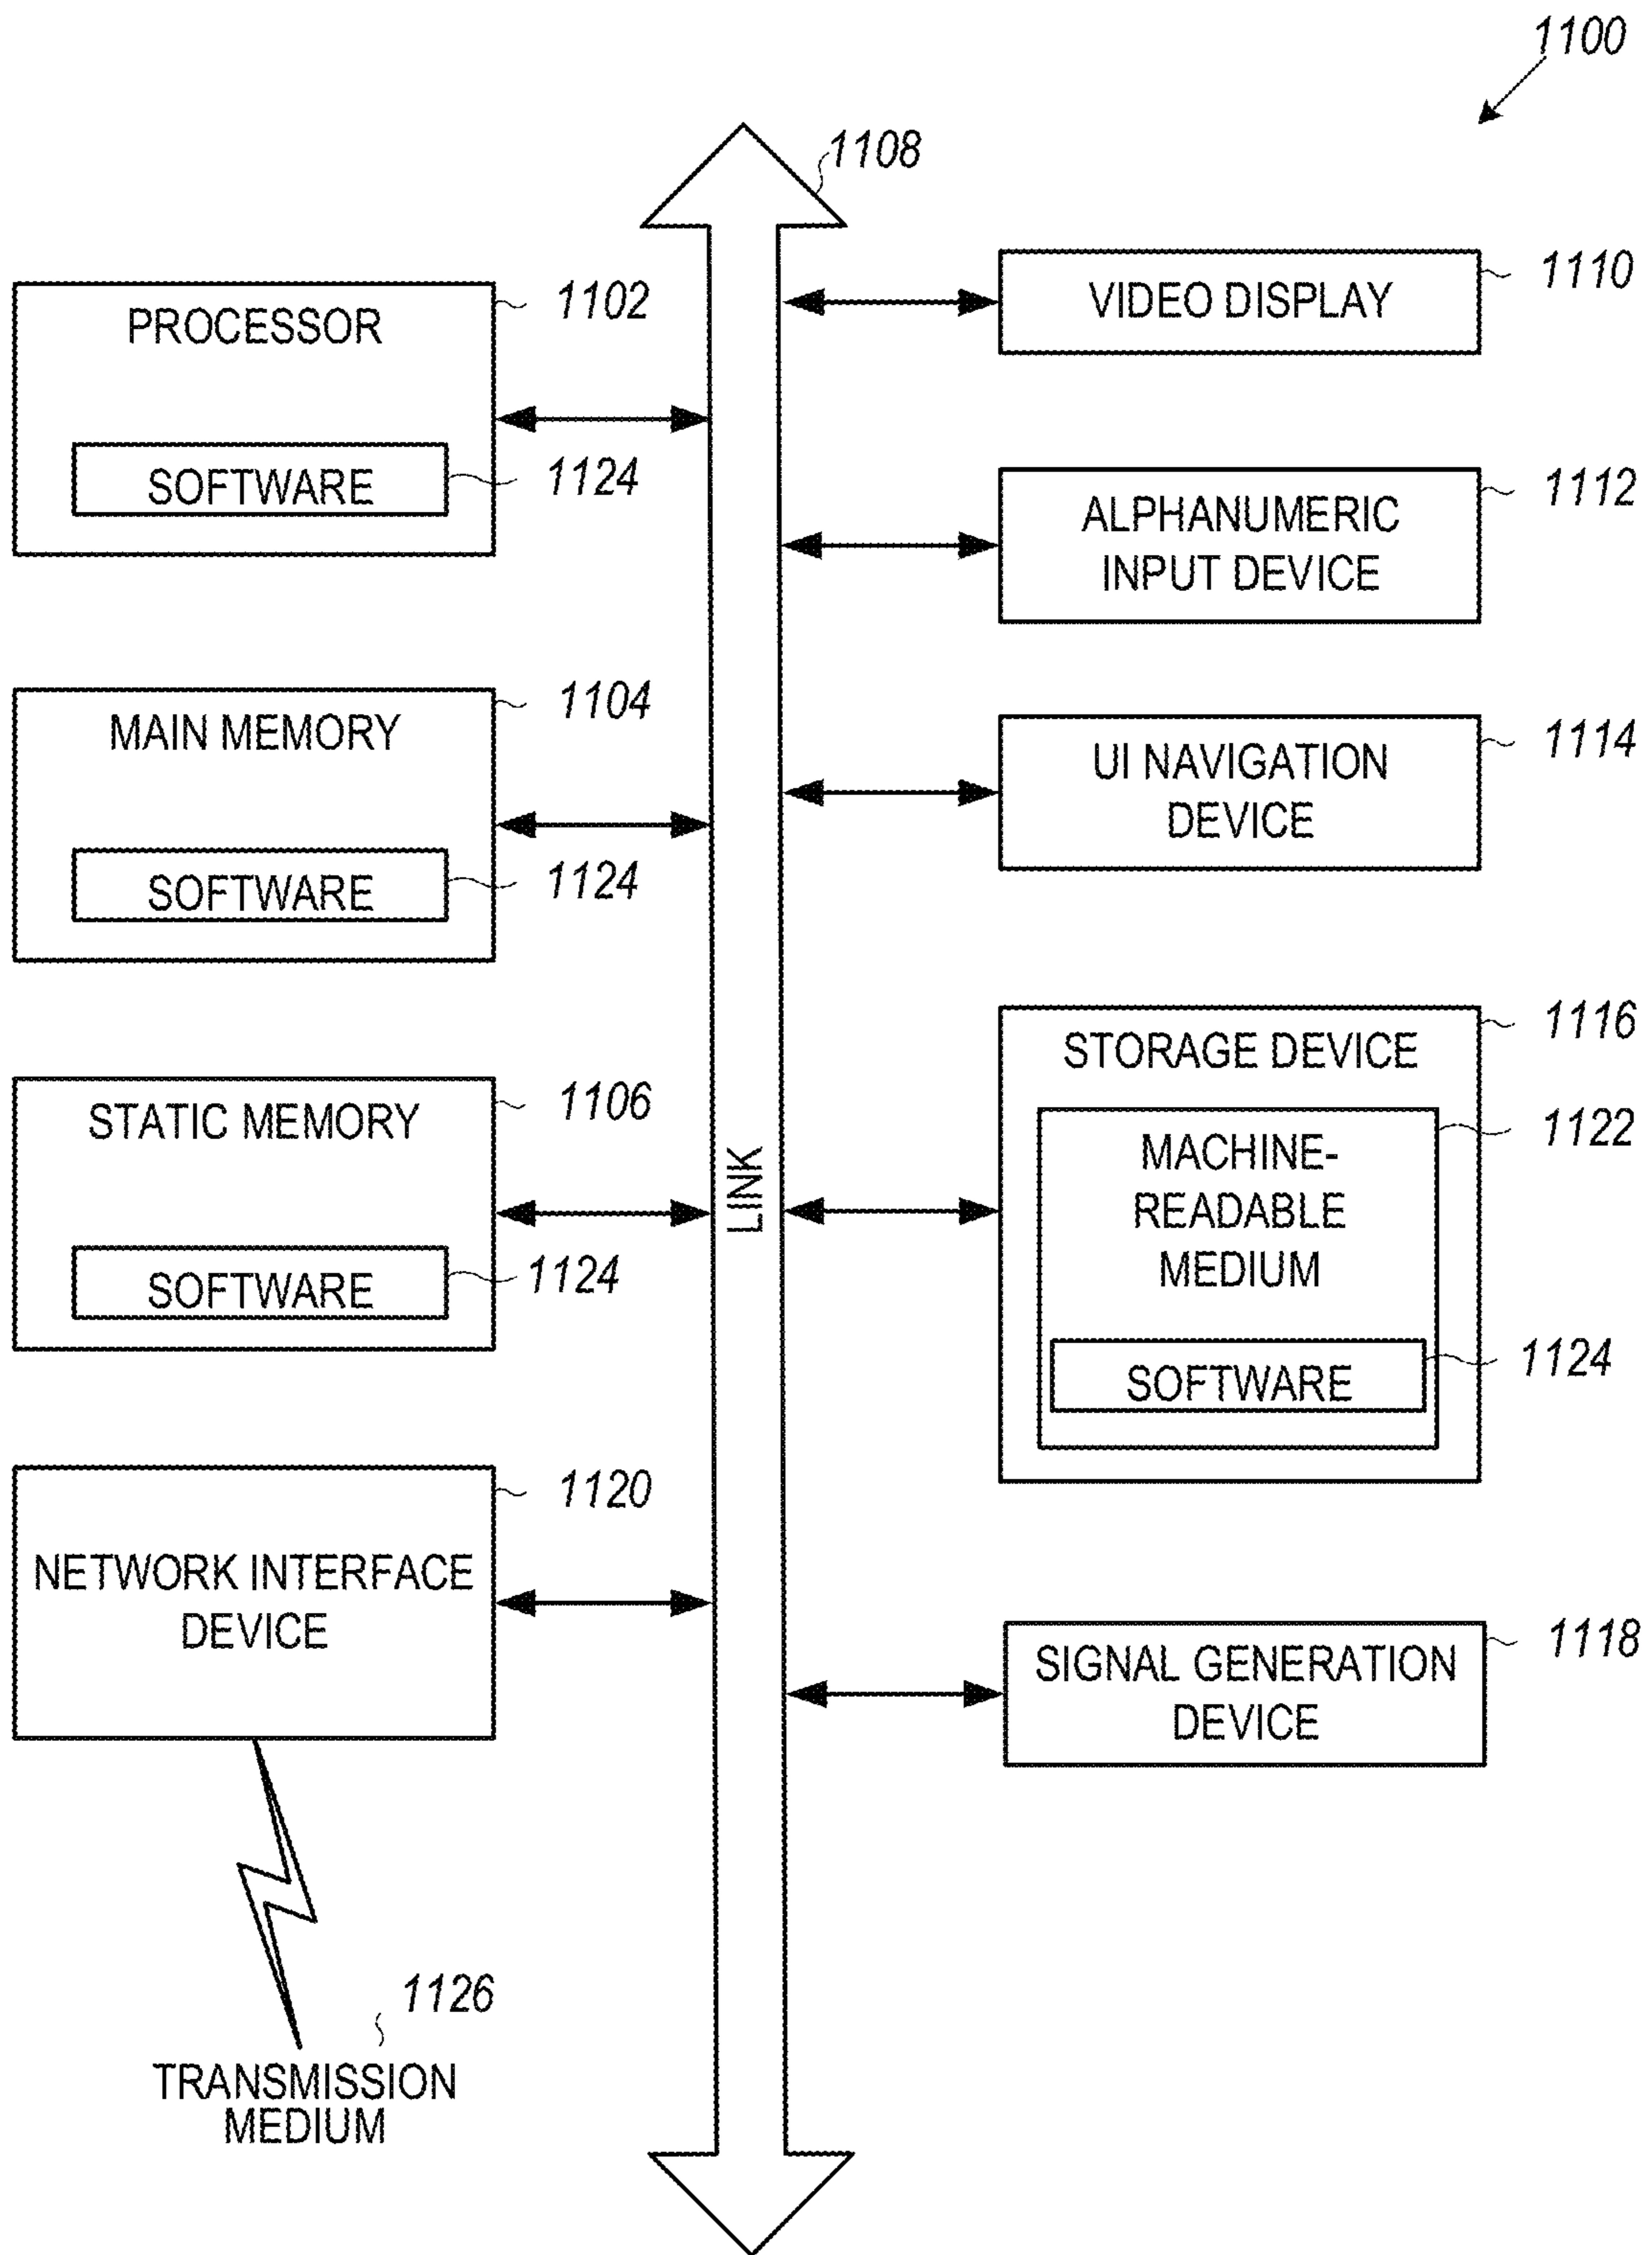 1100
1108
PROCESSOR
1102
SOFTWARE
1124
MAIN MEMORY
1104
SOFTWARE
1124
STATIC MEMORY
1106
SOFTWARE
1124
NETWORK INTERFACE
DEVICE
1120
TRANSMISSION
MEDIUM
1126
LINK
VIDEO DISPLAY
1110
ALPHANUMERIC
INPUT DEVICE
1112
UI NAVIGATION
DEVICE
1114
STORAGE DEVICE
1116
MACHINE-
READABLE
MEDIUM
1122
SOFTWARE
1124
SIGNAL GENERATION
DEVICE
1118